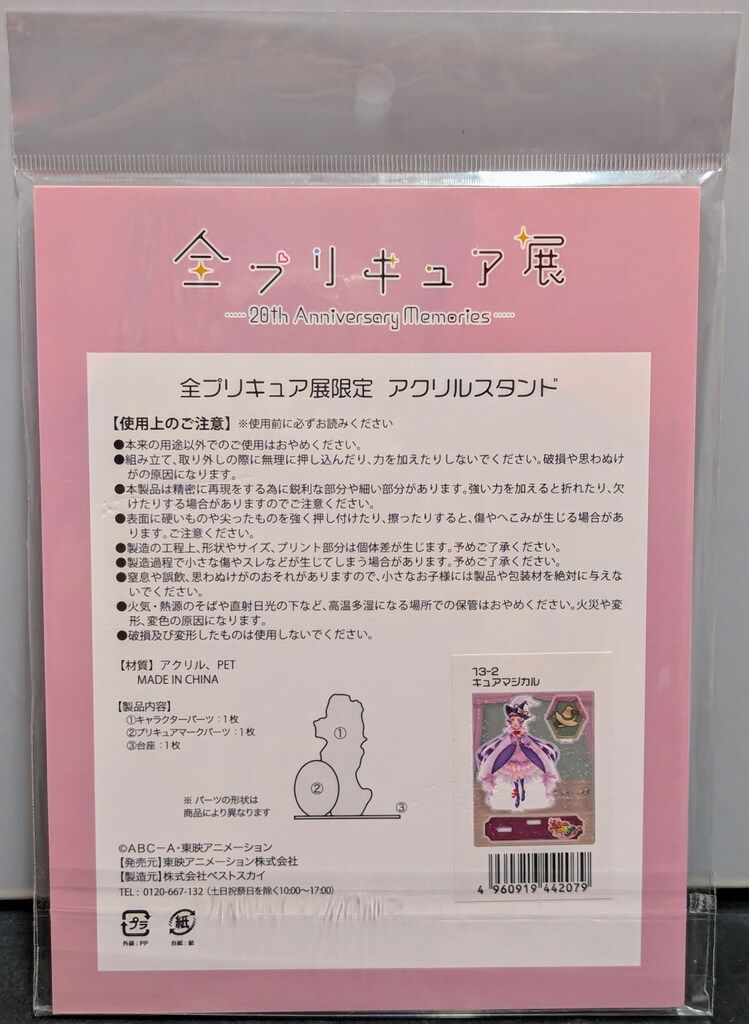 全プリキュア展
20th Anniversary Memories
全プリキュア展限定 アクリルスタンド
【使用上のご注意】※使用前に必ずお読みください
●本来の用途以外でのご使用はおやめください。
●組み立て、取り外しの際に無理に押し込んだり、力を加えたりしないでください。破損や思わぬけ
がの原因になります。
●本製品は精密に再現をする為に鋭利な部分や細い部分があります。強い力を加えると折れたり、欠
けたりする場合がありますのでご注意ください。
●表面に硬いものや尖ったものを強く押し付けたり、擦ったりすると、傷やへこみが生じる場合があ
ります。ご注意ください。
●製造の工程上、形状やサイズ、プリント部分は個体差が生じます。予めご了承ください。
●製造過程で小さな傷やスレなどが生じてしまう場合があります。予めご了承ください。
●窒息や誤飲、思わぬけがのおそれがありますので、小さなお子様には製品や包装材を絶対に与えな
いでください。
●火気・熱源のそばや直射日光の下など、高温多湿になる場所での保管はおやめください。火災や変
形、変色の原因になります。
●破損及び変形したものは使用しないでください。
【材質】アクリル、PET
MADE IN CHINA
【製品内容】
①キャラクターパーツ：1枚
②プリキュアマークパーツ：1枚
③台座：1枚
※ パーツの形状は
商品により異なります
①
②
③
13-2
キュアマジカル
4 960919 442079
©ABC－A・東映アニメーション
【発売元】東映アニメーション株式会社
【製造元】株式会社ベストスカイ
TEL : 0120-667-132（土日祝祭日を除く10:00～17:00）
プラ
外袋：PP
紙
台紙：紙